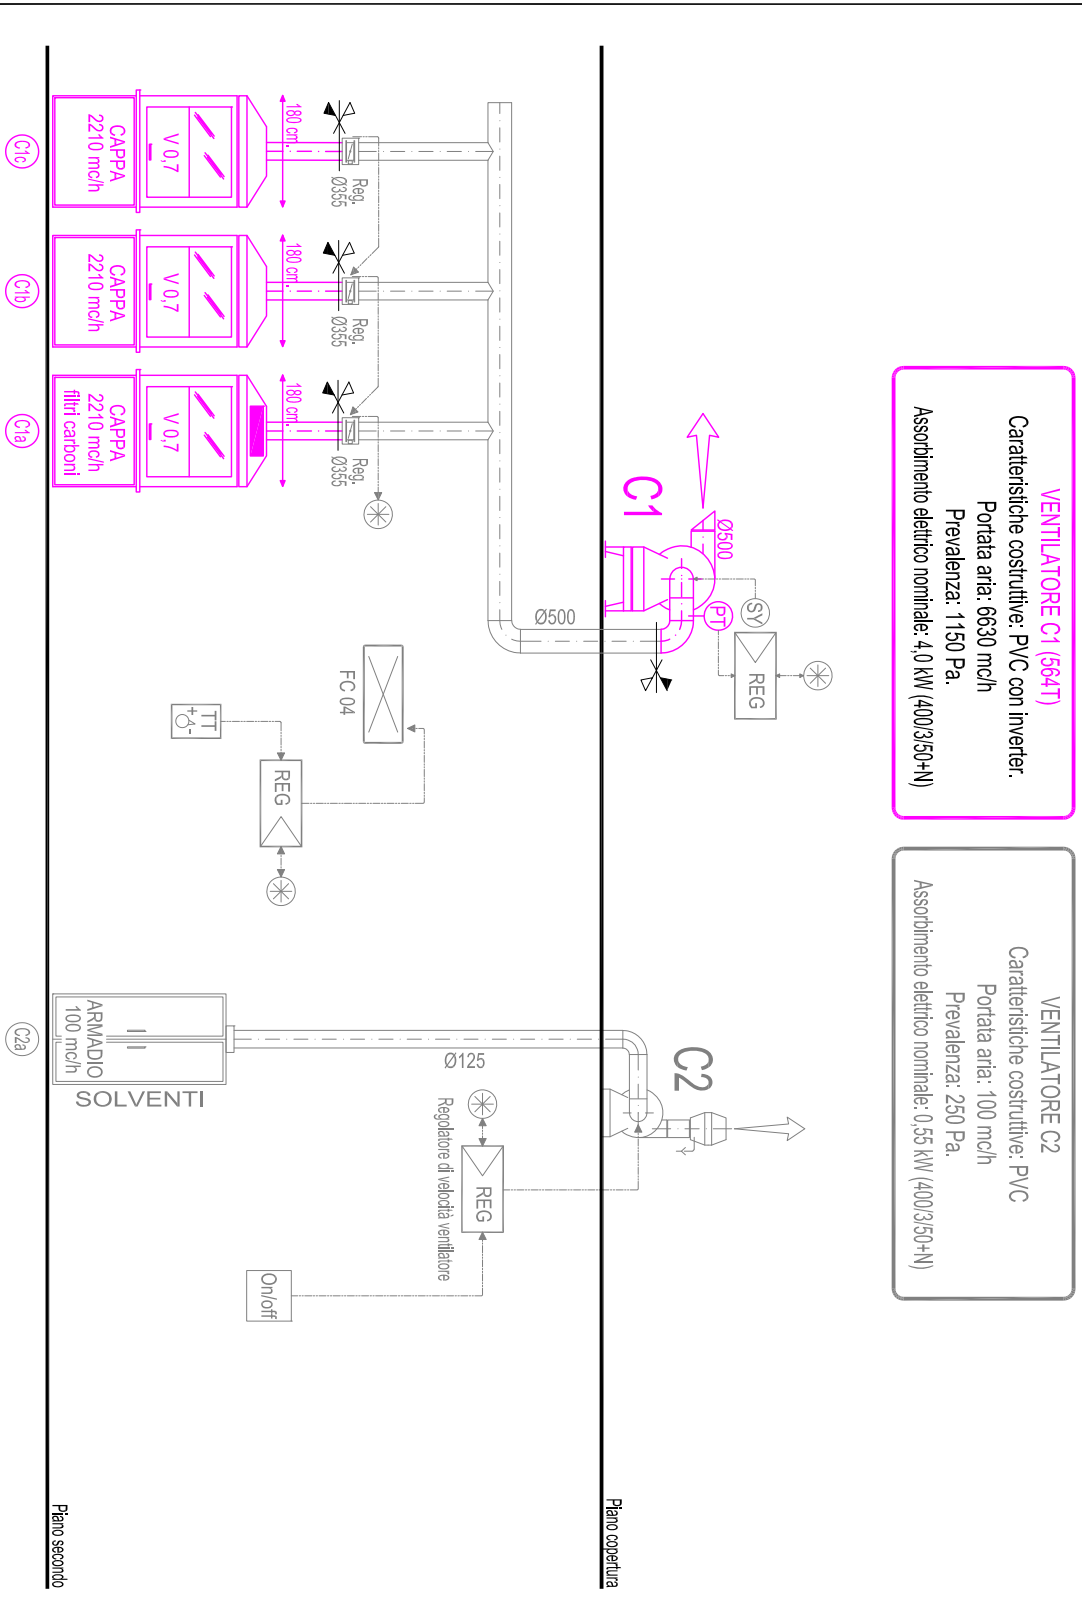 VENTILATORE C1 (564T)
Caratteristiche costruttive: PVC con inverter.
Portata aria: 6630 mc/h
Prevalenza: 1150 Pa.
Assorbimento elettrico nominale: 4,0 kW (400/3/50+N)
VENTILATORE C2
Caratteristiche costruttive: PVC
Portata aria: 100 mc/h
Prevalenza: 250 Pa.
Assorbimento elettrico nominale: 0,55 kW (400/3/50+N)
REG
SY
PT
Ø500
C1
C2
Piano copertura
Ø500
180 cm.
Reg.
Ø355
180 cm.
Reg.
Ø355
180 cm.
Reg.
Ø355
FC 04
REG
TT
+
-
Ø125
REG
Regolatore di velocità ventilatore
On/off
V 0,7
V 0,7
V 0,7
CAPPA
2210 mc/h
CAPPA
2210 mc/h
CAPPA
2210 mc/h
filtri carboni
ARMADIO
100 mc/h
SOLVENTI
Piano secondo
C1c
C1b
C1a
C2a